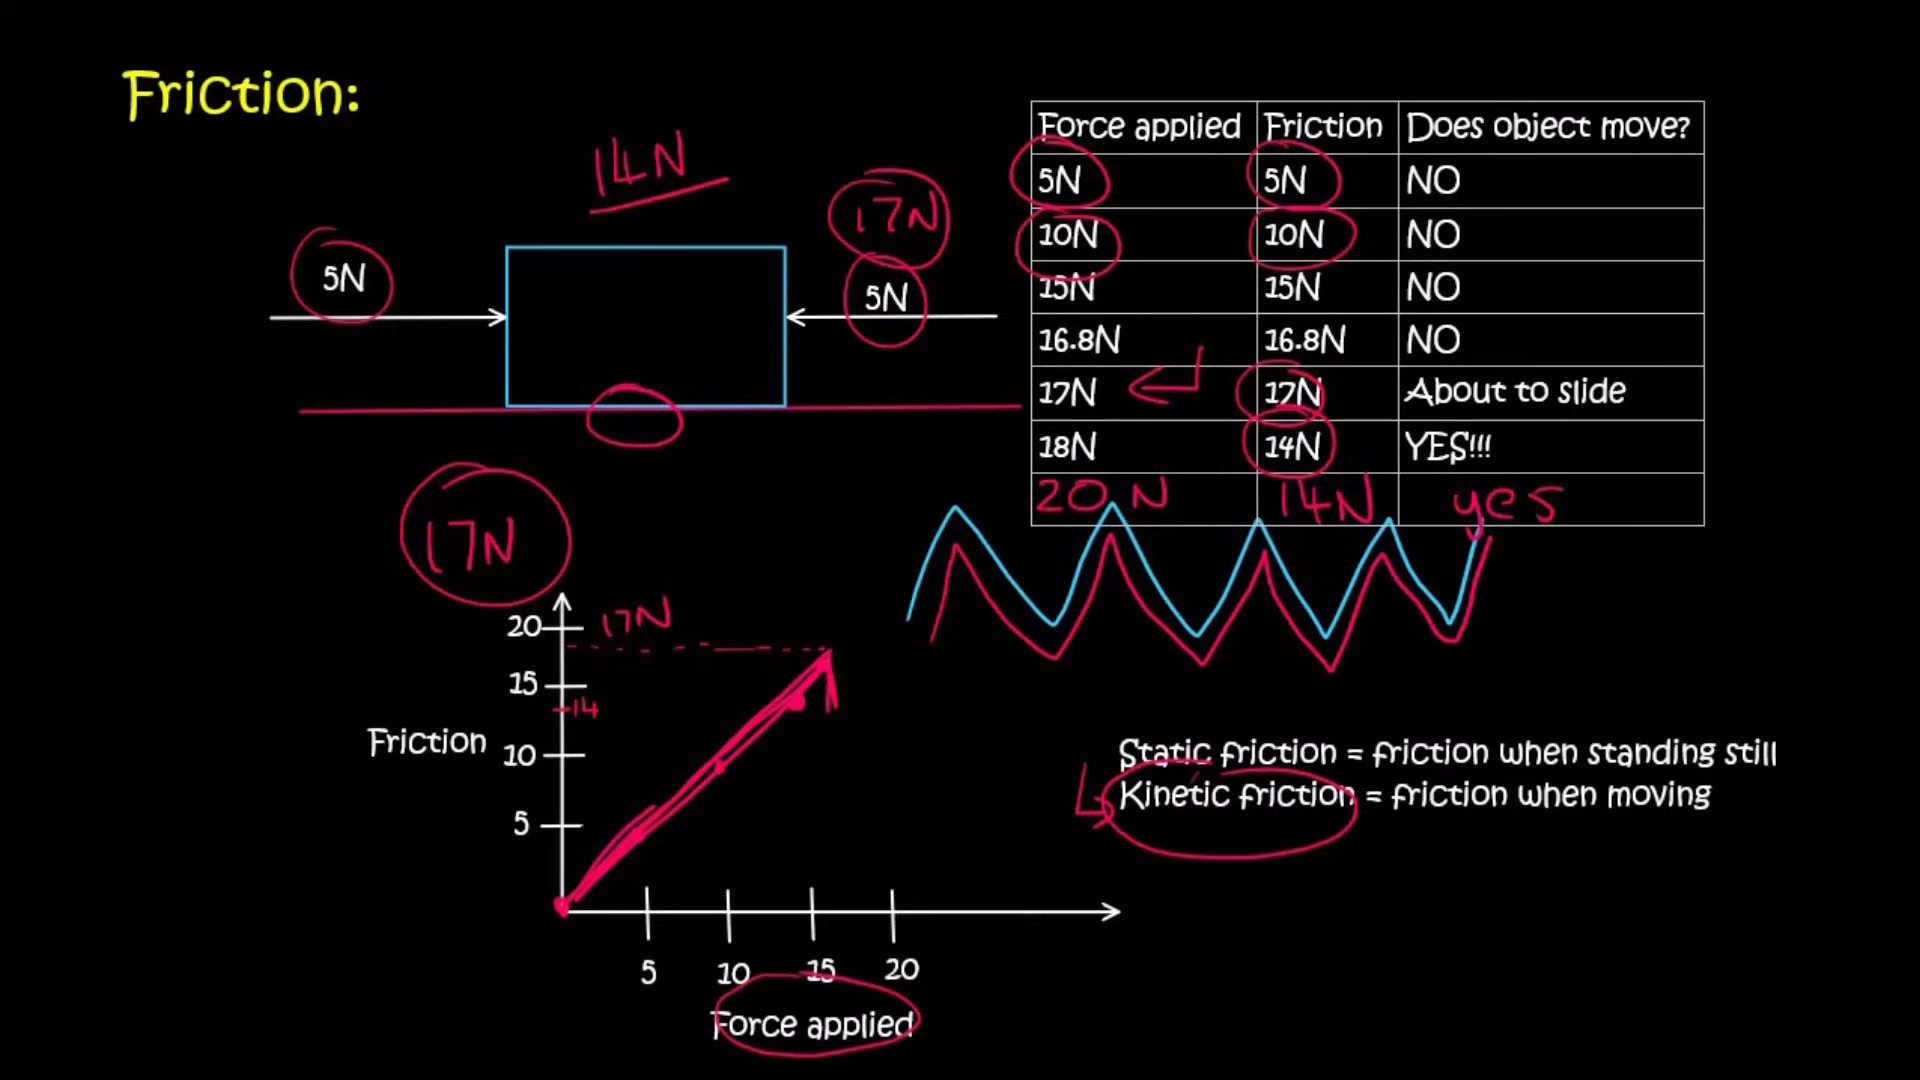 Friction:
14N
17N
5N
5N
Force applied Friction Does object move?
5N 5N NO
10N 10N NO
15N 15N NO
16.8N 16.8N NO
17N 17N About to slide
18N 14N YES!!!
20N 14N yes
17N
17N
20
15
14
Friction
10
5
5 10 15 20
Force applied
Static friction = friction when standing still
Kinetic friction = friction when moving